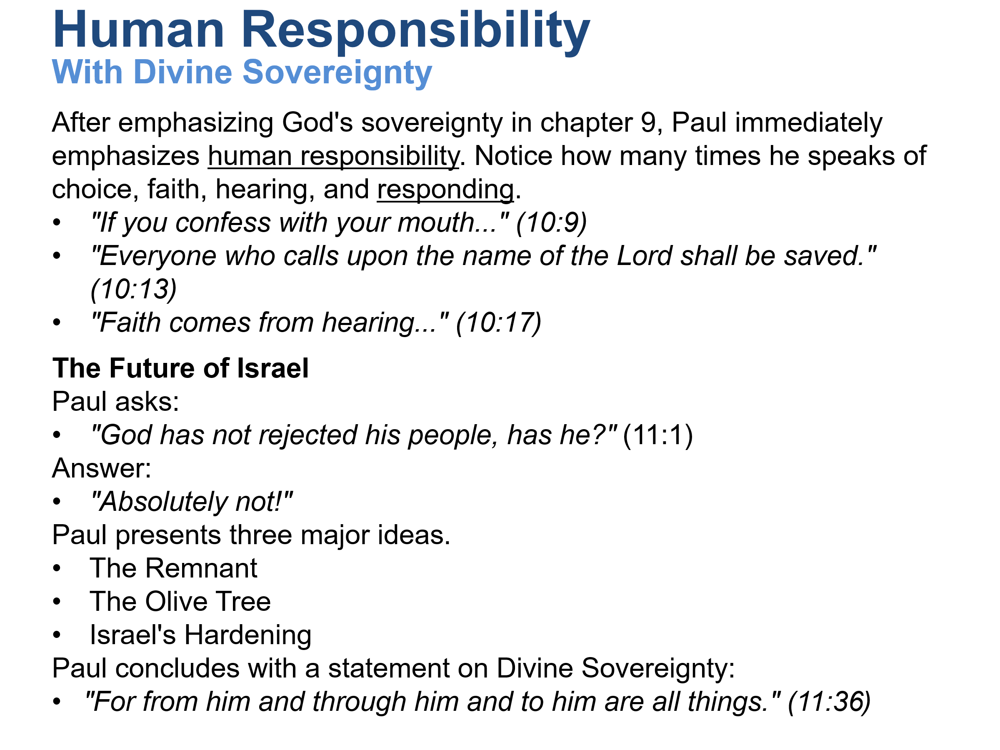 Human Responsibility
With Divine Sovereignty
After emphasizing God's sovereignty in chapter 9, Paul immediately
emphasizes human responsibility. Notice how many times he speaks of
choice, faith, hearing, and responding.
• "If you confess with your mouth..." (10:9)
• "Everyone who calls upon the name of the Lord shall be saved."
(10:13)
• "Faith comes from hearing..." (10:17)
The Future of Israel
Paul asks:
• "God has not rejected his people, has he?" (11:1)
Answer:
• "Absolutely not!"
Paul presents three major ideas.
• The Remnant
• The Olive Tree
• Israel's Hardening
Paul concludes with a statement on Divine Sovereignty:
• "For from him and through him and to him are all things." (11:36)